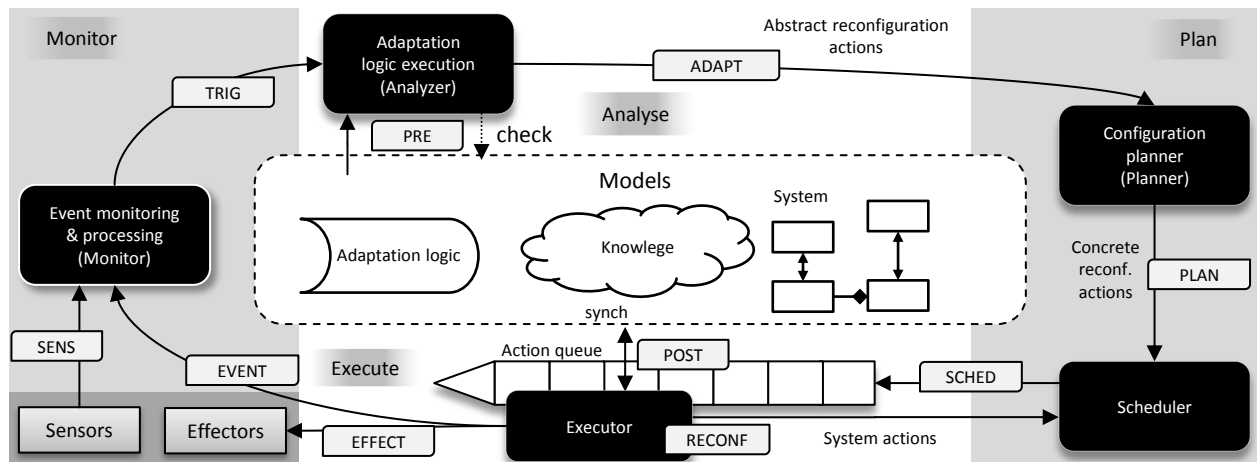 Monitor
Adaptation
logic execution
(Analyzer)
Abstract reconfiguration
actions
Plan
TRIG
ADAPT
PRE
check
Analyse
Configuration
planner
(Planner)
Models
Event monitoring
& processing
(Monitor)
Adaptation logic
Knowlege
System
Concrete
reconf.
actions
PLAN
synch
SENS
EVENT
Execute
Action queue
POST
SCHED
Sensors
Effectors
EFFECT
Executor
RECONF
System actions
Scheduler